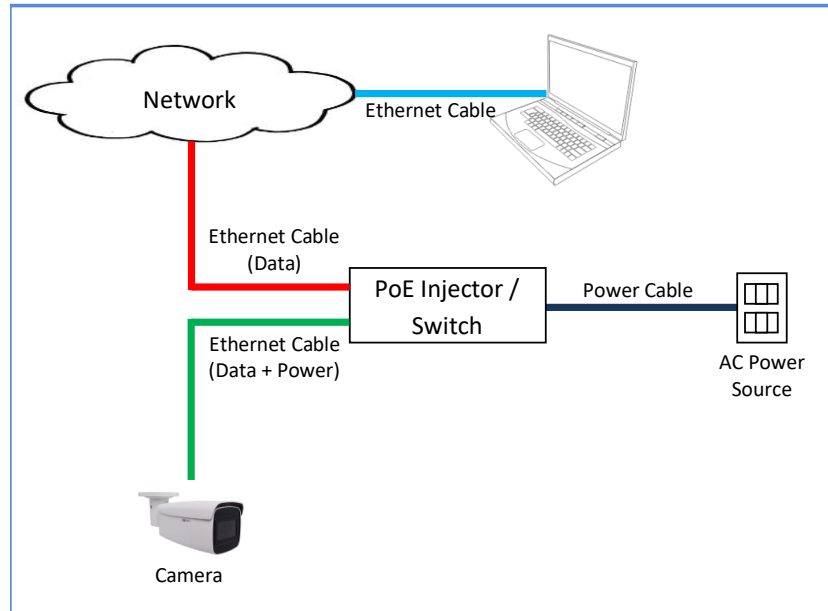 Network
Ethernet Cable
Ethernet Cable
(Data)
PoE Injector /
Switch
Power Cable
Ethernet Cable
(Data + Power)
AC Power
Source
Camera